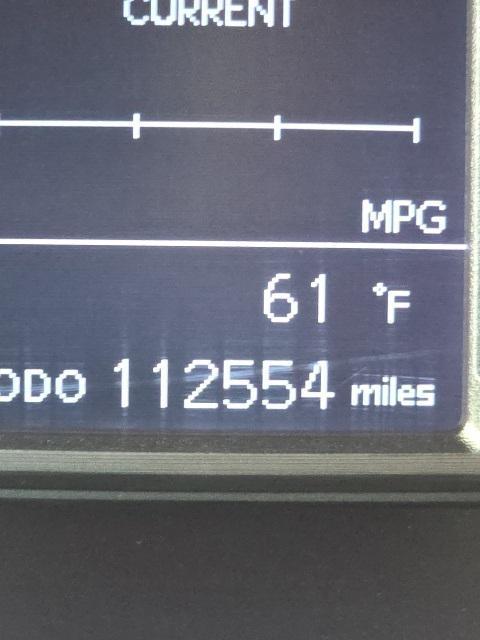 CURRENT
MPG
61 °F
ODO 112554 miles